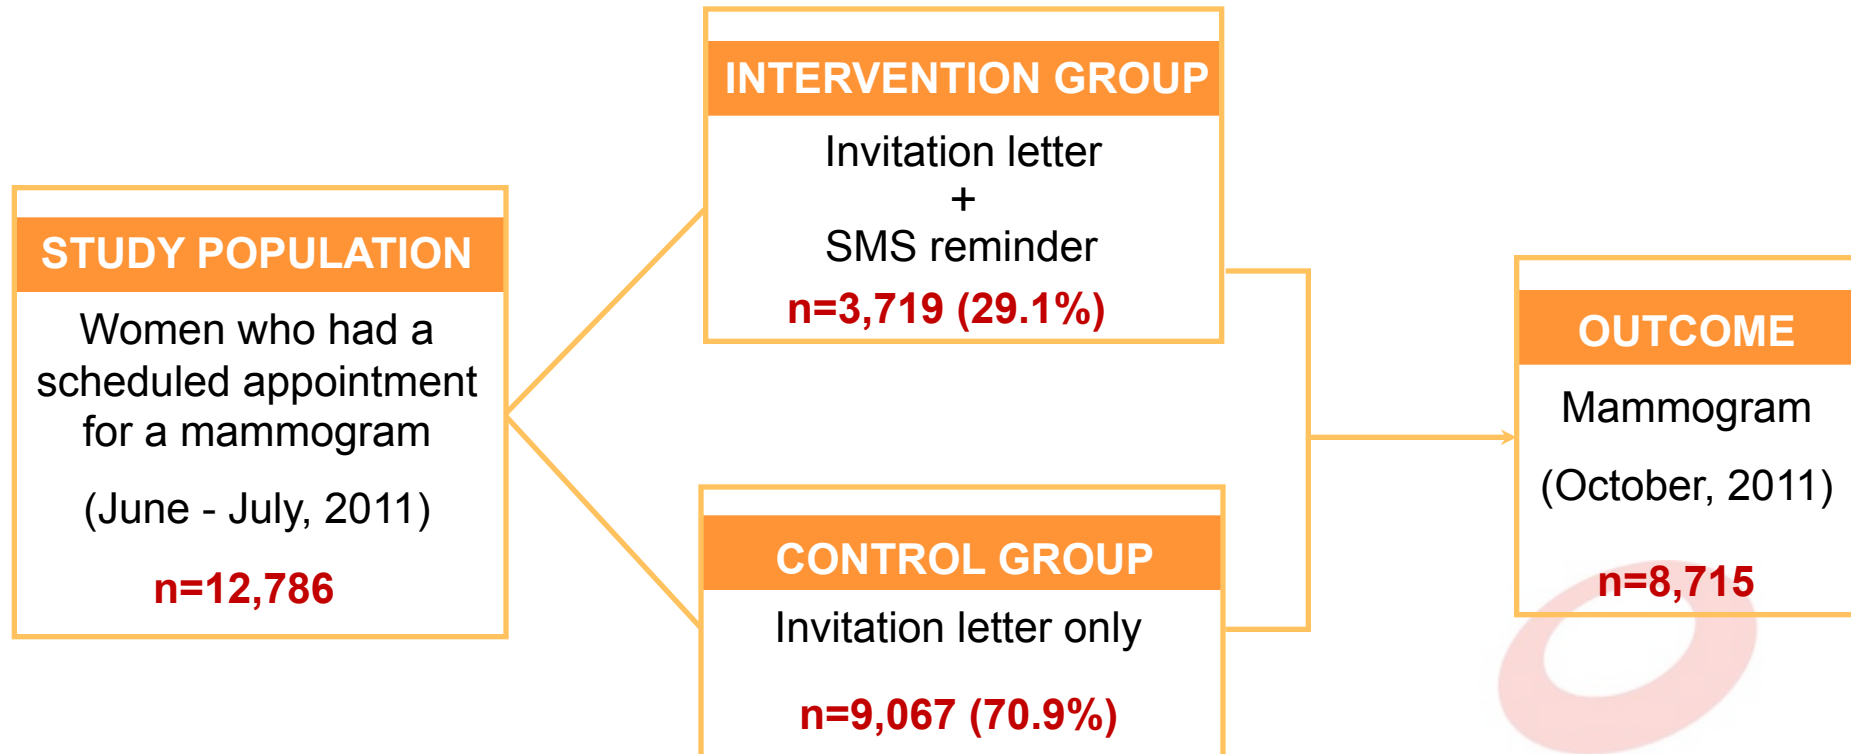 STUDY POPULATION
Women who had a
scheduled appointment
for a mammogram
(June - July, 2011)
n=12,786
INTERVENTION GROUP
Invitation letter
+
SMS reminder
n=3,719 (29.1%)
CONTROL GROUP
Invitation letter only
n=9,067 (70.9%)
OUTCOME
Mammogram
(October, 2011)
n=8,715